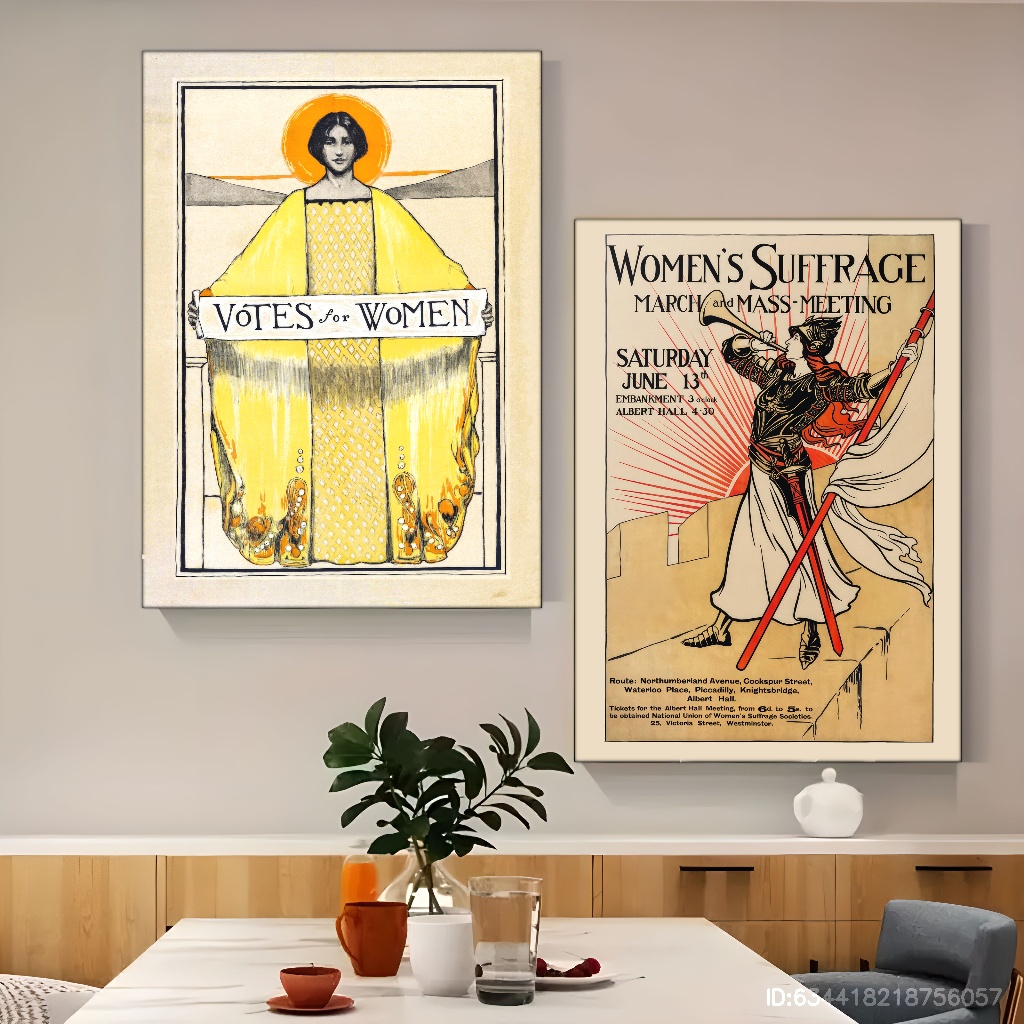 VOTES for WOMEN
WOMEN'S SUFFRAGE
MARCH and MASS-MEETING
SATURDAY
JUNE 13th
EMBANKMENT 3 o'clock
ALBERT HALL 4·30
Route: Northumberland Avenue, Cockspur Street,
Waterloo Place, Piccadilly, Knightsbridge,
Albert Hall.
Tickets for the Albert Hall Meeting, from 6d. to 5s. to
be obtained National Union of Women's Suffrage Societies
25, Victoria Street, Westminster.
ID:634418218756057